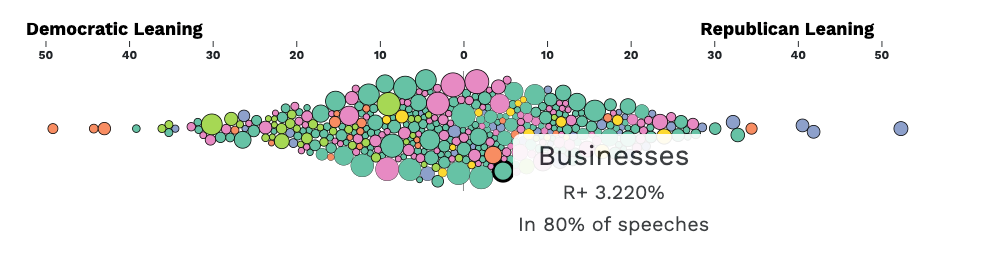 Democratic Leaning Republican Leaning
50 40 30 20 10 0 10 20 30 40 50
Businesses
R+ 3.220%
In 80% of speeches